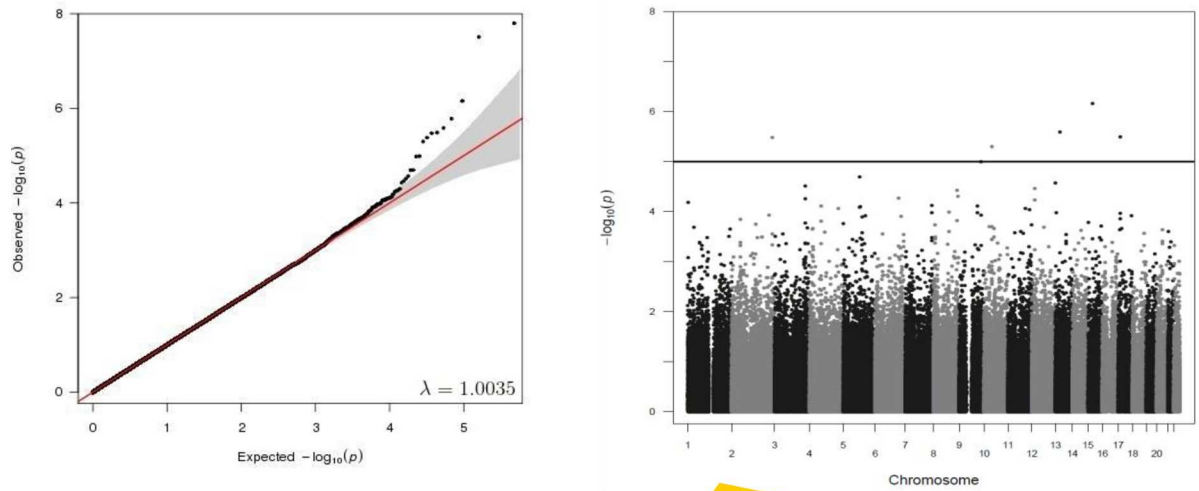 8
6
4
2
0
Observed −log₁₀(p)
λ = 1.0035
0 1 2 3 4 5
Expected −log₁₀(p)
8
6
4
2
0
−log₁₀(p)
1 3 5 7 9 11 13 15 17
2 4 6 8 10 12 14 16 18 20
Chromosome